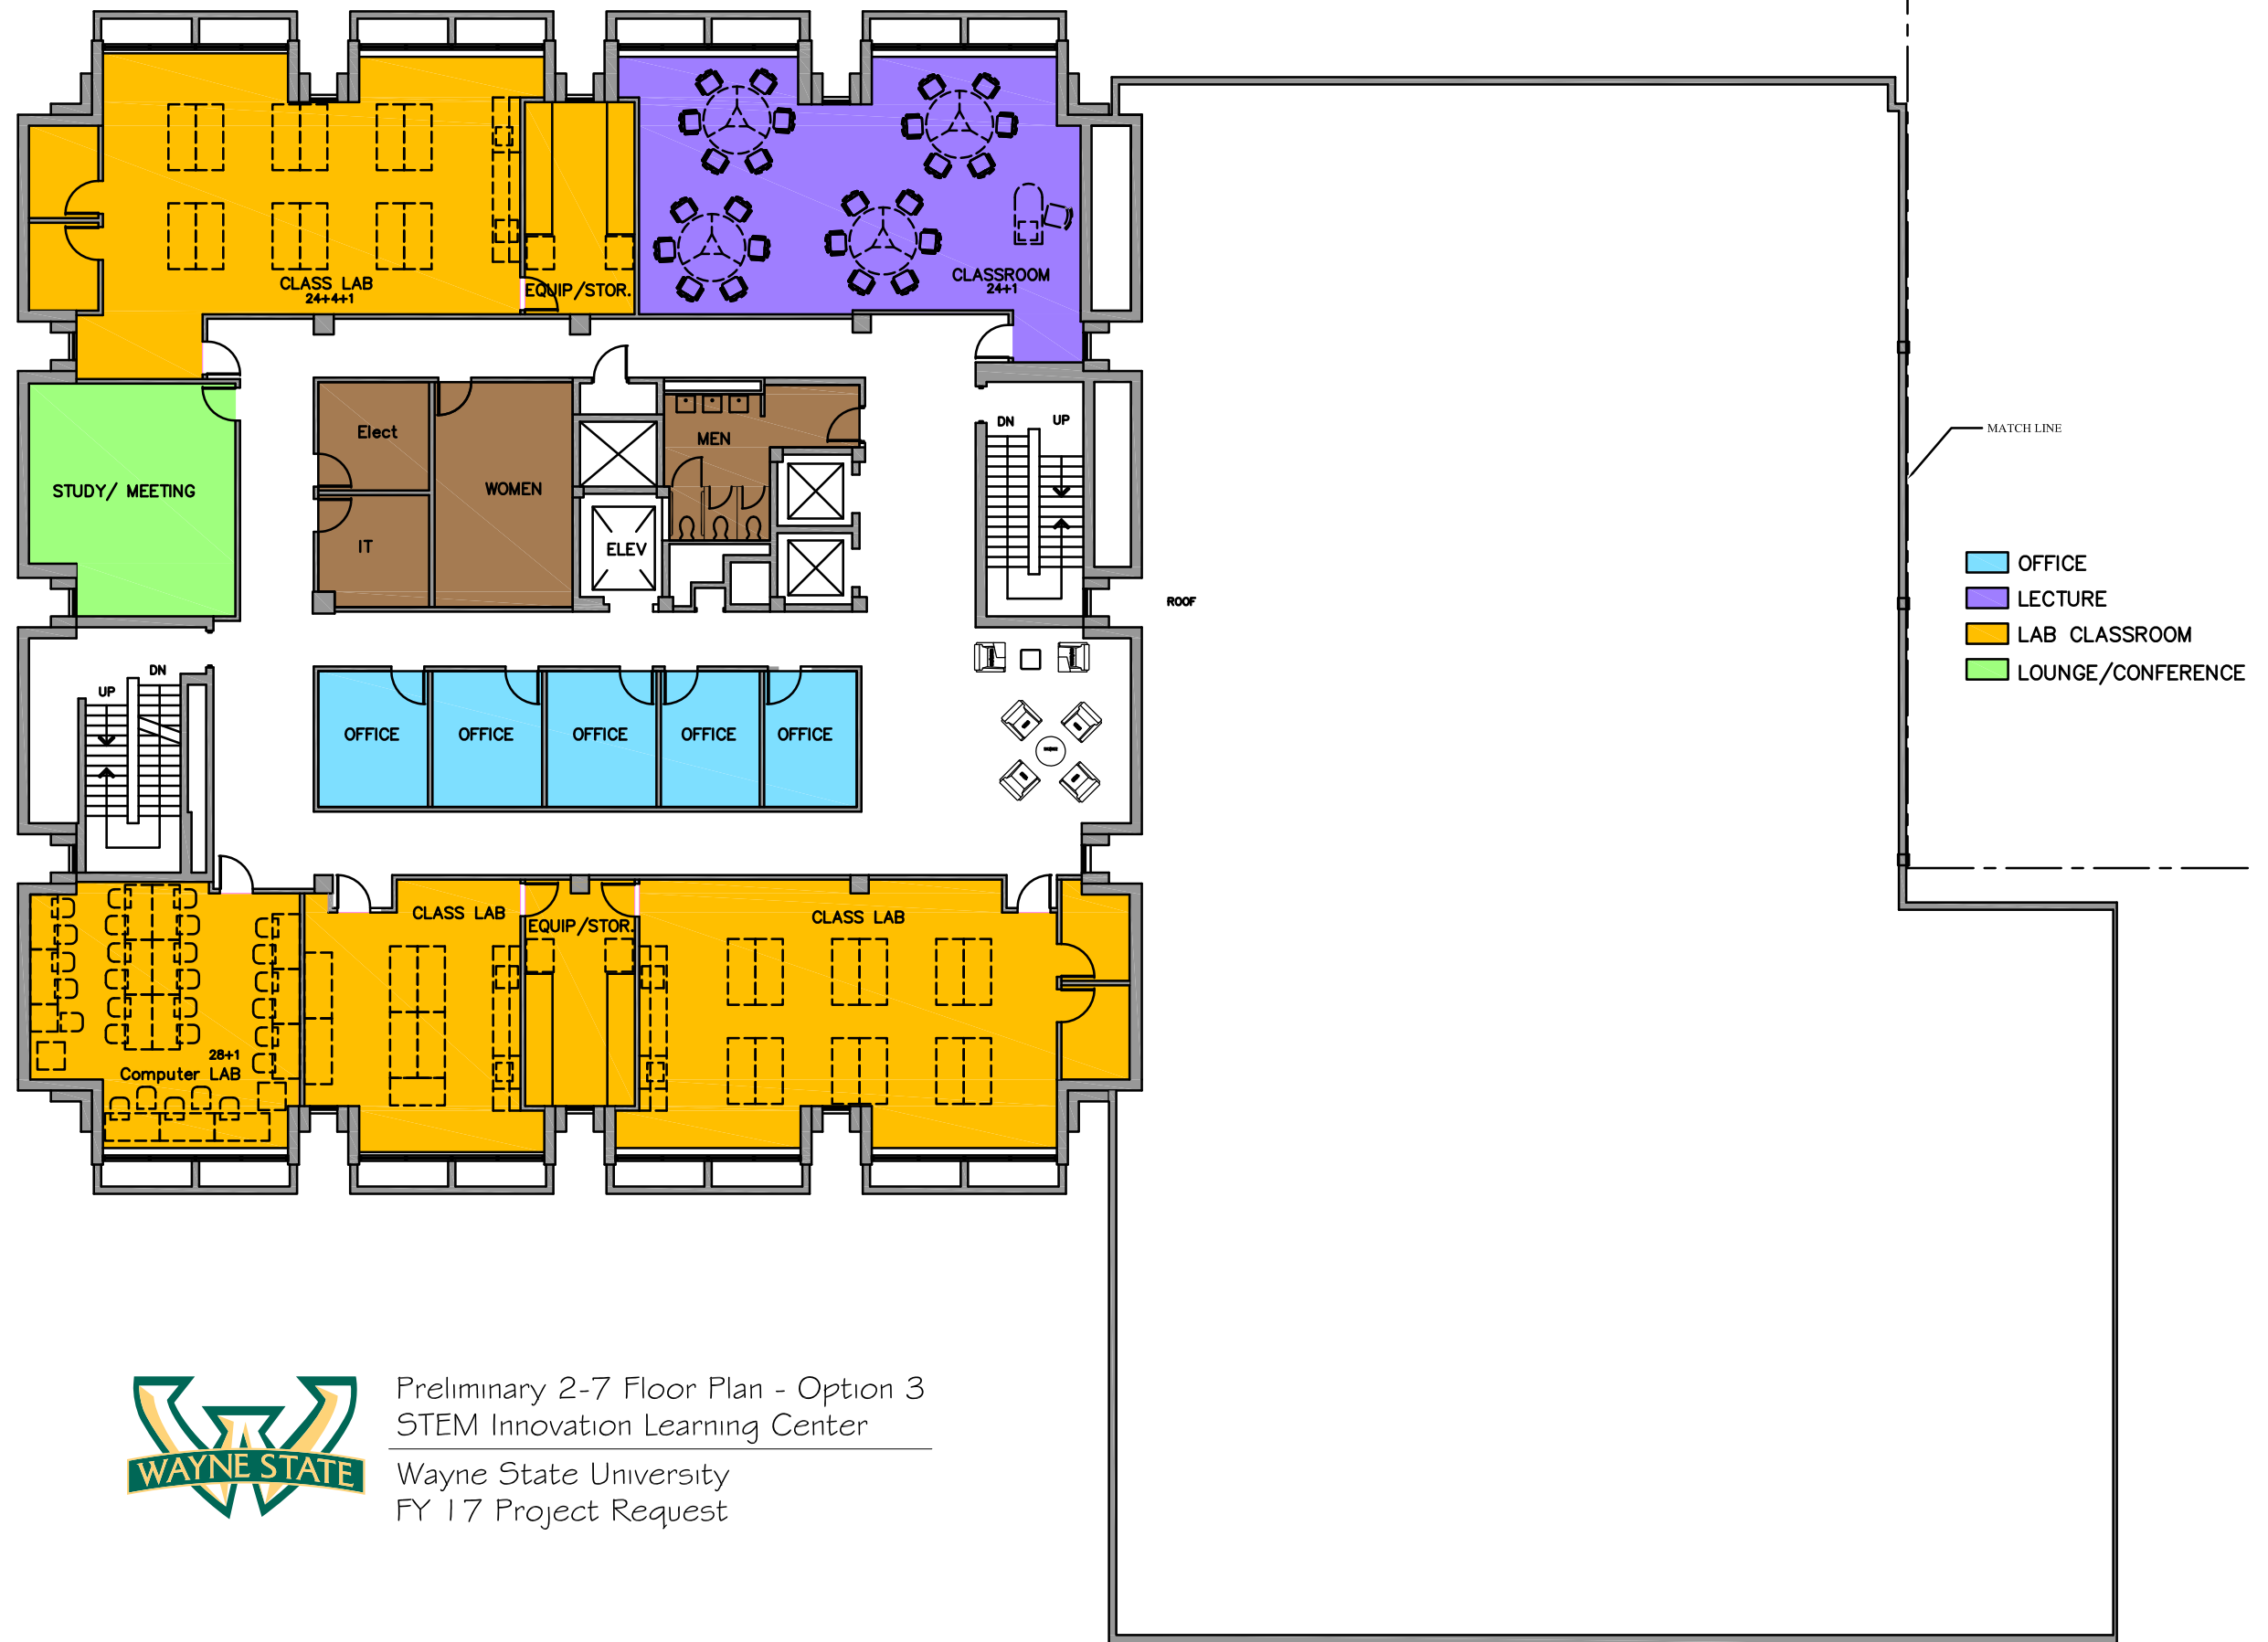 CLASS LAB
24+4+1
EQUIP/STOR.
CLASSROOM
24+1
Elect
WOMEN
MEN
STUDY/ MEETING
IT
ELEV
DN
UP
MATCH LINE
ROOF
OFFICE
LECTURE
LAB CLASSROOM
LOUNGE/CONFERENCE
DN
UP
OFFICE
OFFICE
OFFICE
OFFICE
OFFICE
CLASS LAB
EQUIP/STOR.
CLASS LAB
28+1
Computer LAB
WAYNE STATE
Preliminary 2-7 Floor Plan - Option 3
STEM Innovation Learning Center
Wayne State University
FY 17 Project Request